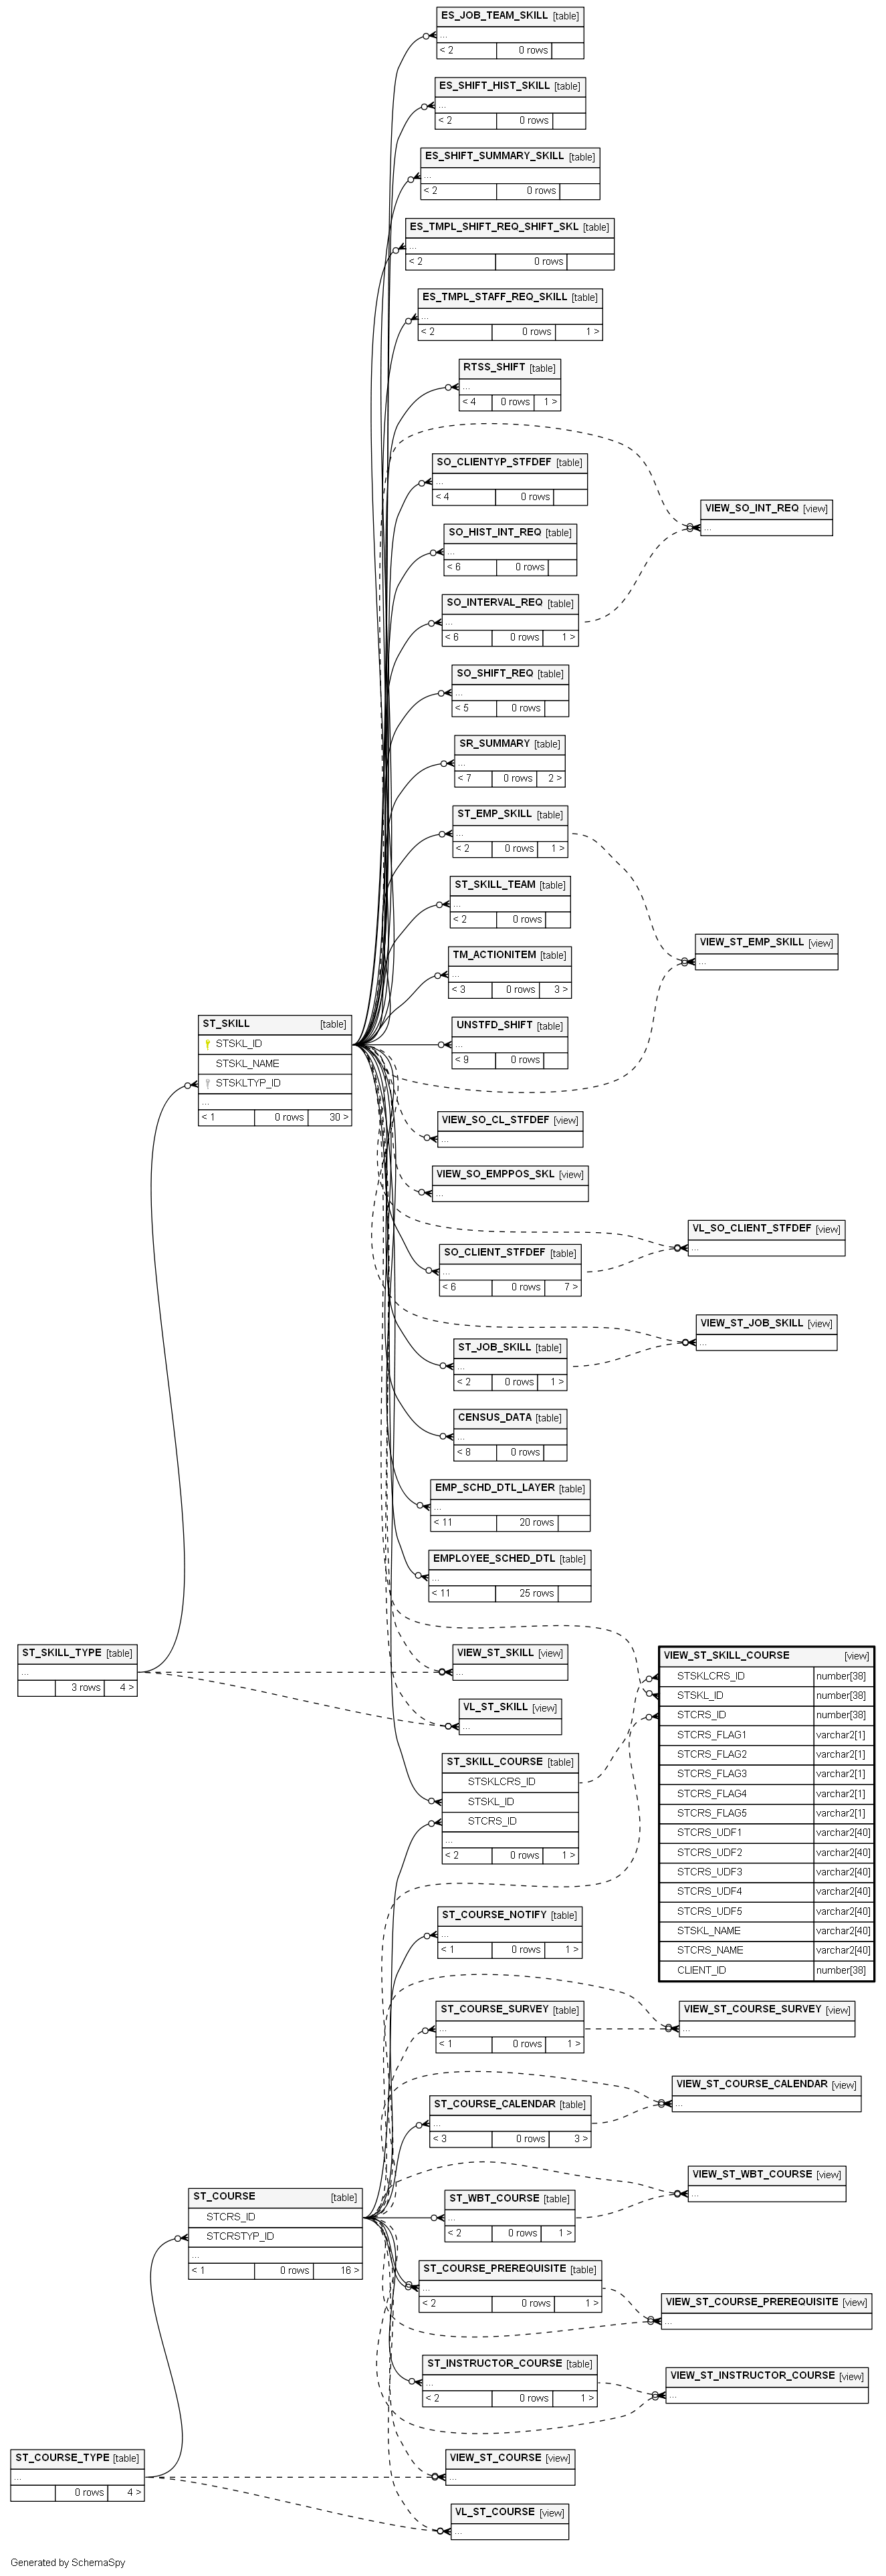 ES_JOB_TEAM_SKILL [table]
...
< 2 0 rows
ES_SHIFT_HIST_SKILL [table]
...
< 2 0 rows
ES_SHIFT_SUMMARY_SKILL [table]
...
< 2 0 rows
ES_TMPL_SHIFT_REQ_SHIFT_SKL [table]
...
< 2 0 rows
ES_TMPL_STAFF_REQ_SKILL [table]
...
< 2 0 rows 1 >
RTSS_SHIFT [table]
...
< 4 0 rows 1 >
SO_CLIENTYP_STFDEF [table]
...
< 4 0 rows
VIEW_SO_INT_REQ [view]
...
SO_HIST_INT_REQ [table]
...
< 6 0 rows
SO_INTERVAL_REQ [table]
...
< 6 0 rows 1 >
SO_SHIFT_REQ [table]
...
< 5 0 rows
SR_SUMMARY [table]
...
< 7 0 rows 2 >
ST_EMP_SKILL [table]
...
< 2 0 rows 1 >
ST_SKILL_TEAM [table]
...
< 2 0 rows
VIEW_ST_EMP_SKILL [view]
...
TM_ACTIONITEM [table]
...
< 3 0 rows 3 >
ST_SKILL [table]
STSKL_ID
STSKL_NAME
STSKLTYP_ID
...
< 1 0 rows 30 >
UNSTFD_SHIFT [table]
...
< 9 0 rows
VIEW_SO_CL_STFDEF [view]
...
VIEW_SO_EMPPOS_SKL [view]
...
VL_SO_CLIENT_STFDEF [view]
...
SO_CLIENT_STFDEF [table]
...
< 6 0 rows 7 >
VIEW_ST_JOB_SKILL [view]
...
ST_JOB_SKILL [table]
...
< 2 0 rows 1 >
CENSUS_DATA [table]
...
< 8 0 rows
EMP_SCHD_DTL_LAYER [table]
...
< 11 20 rows
EMPLOYEE_SCHED_DTL [table]
...
< 11 25 rows
ST_SKILL_TYPE [table]
...
3 rows 4 >
VIEW_ST_SKILL [view]
...
VL_ST_SKILL [view]
...
VIEW_ST_SKILL_COURSE [view]
STSKLCRS_ID number[38]
STSKL_ID number[38]
STCRS_ID number[38]
STCRS_FLAG1 varchar2[1]
STCRS_FLAG2 varchar2[1]
STCRS_FLAG3 varchar2[1]
STCRS_FLAG4 varchar2[1]
STCRS_FLAG5 varchar2[1]
STCRS_UDF1 varchar2[40]
STCRS_UDF2 varchar2[40]
STCRS_UDF3 varchar2[40]
STCRS_UDF4 varchar2[40]
STCRS_UDF5 varchar2[40]
STSKL_NAME varchar2[40]
STCRS_NAME varchar2[40]
CLIENT_ID number[38]
ST_SKILL_COURSE [table]
STSKLCRS_ID
STSKL_ID
STCRS_ID
...
< 2 0 rows 1 >
ST_COURSE_NOTIFY [table]
...
< 1 0 rows 1 >
ST_COURSE_SURVEY [table]
...
< 1 0 rows 1 >
VIEW_ST_COURSE_SURVEY [view]
...
VIEW_ST_COURSE_CALENDAR [view]
...
ST_COURSE_CALENDAR [table]
...
< 3 0 rows 3 >
VIEW_ST_WBT_COURSE [view]
...
ST_COURSE [table]
STCRS_ID
STCRSTYP_ID
...
< 1 0 rows 16 >
ST_WBT_COURSE [table]
...
< 2 0 rows 1 >
ST_COURSE_PREREQUISITE [table]
...
< 2 0 rows 1 >
VIEW_ST_COURSE_PREREQUISITE [view]
...
ST_INSTRUCTOR_COURSE [table]
...
< 2 0 rows 1 >
VIEW_ST_INSTRUCTOR_COURSE [view]
...
ST_COURSE_TYPE [table]
...
0 rows 4 >
VIEW_ST_COURSE [view]
...
VL_ST_COURSE [view]
...
Generated by SchemaSpy